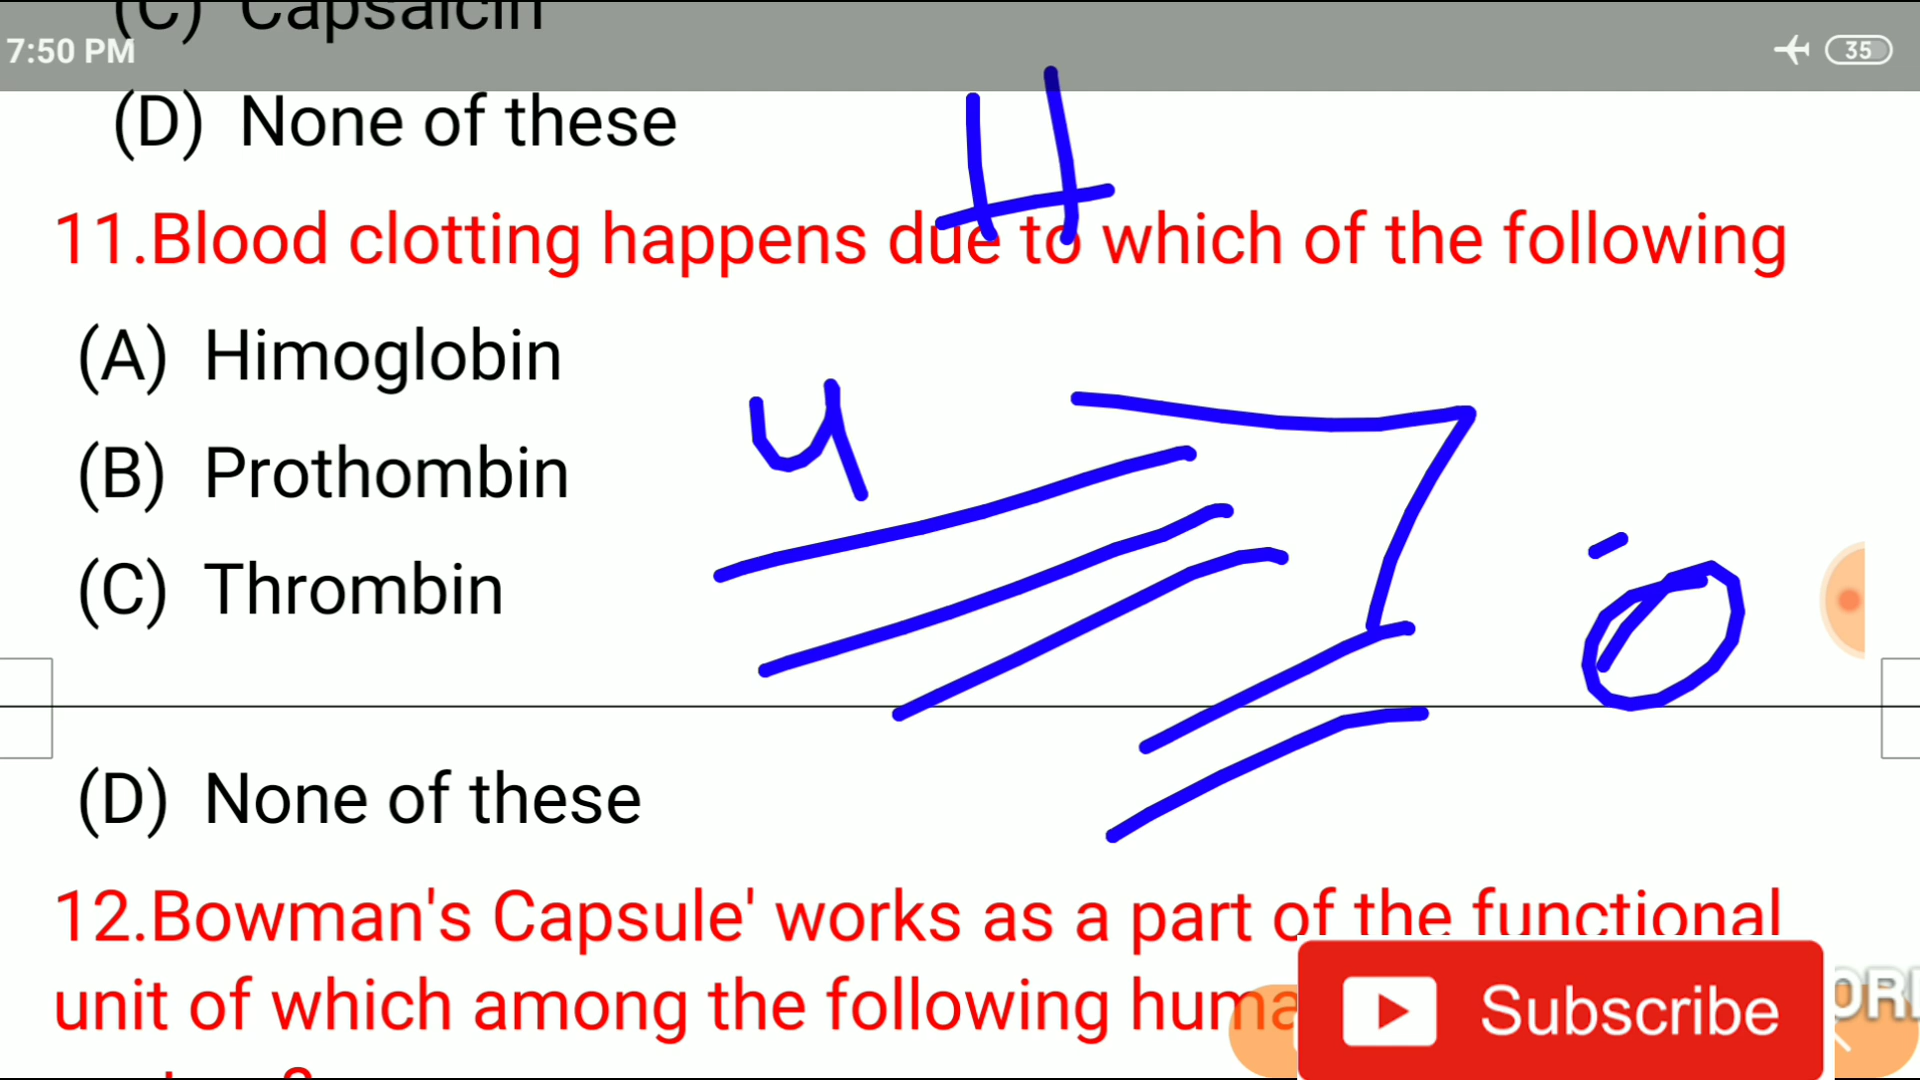 (C) Capsaicin
7:50 PM 35
(D) None of these
11.Blood clotting happens due to which of the following
(A) Himoglobin
(B) Prothombin
(C) Thrombin
(D) None of these
12.Bowman's Capsule' works as a part of the functional
unit of which among the following huma
Subscribe